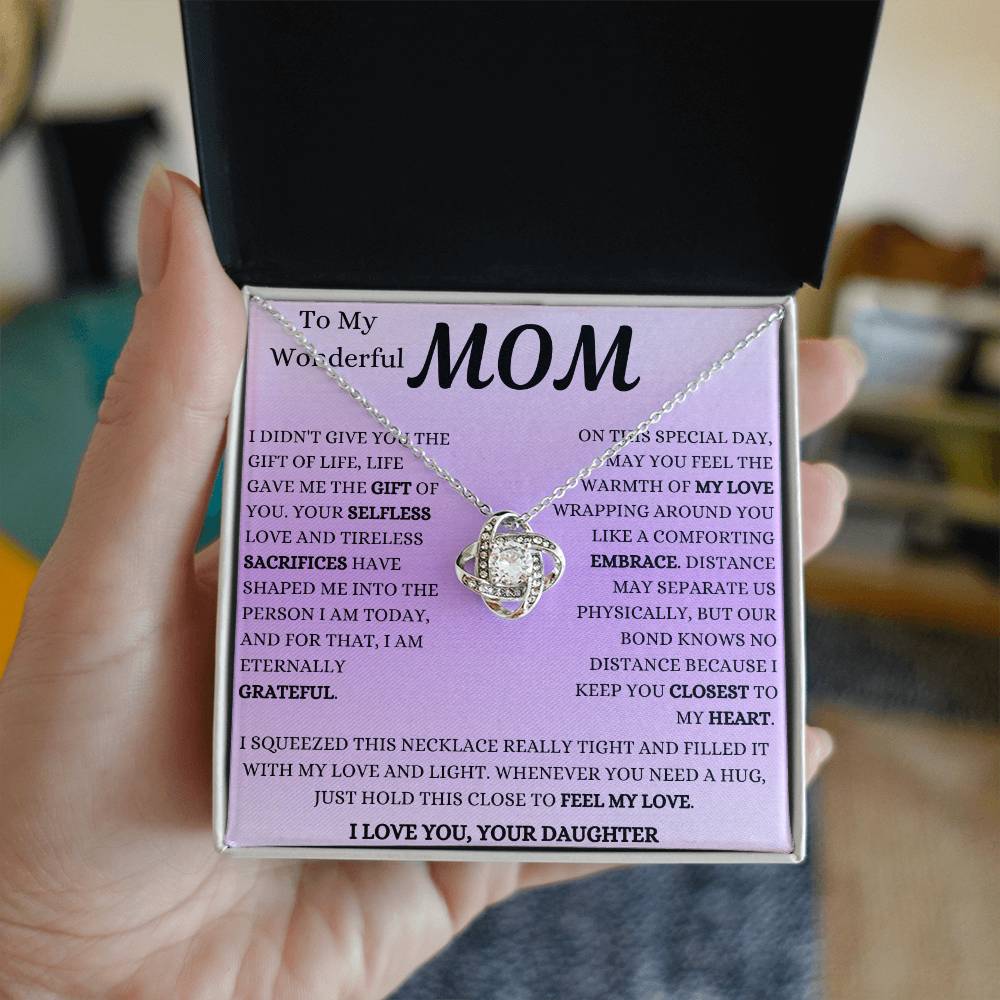 To My
Wonderful
MOM
I DIDN'T GIVE YOU THE
GIFT OF LIFE, LIFE
GAVE ME THE GIFT OF
YOU. YOUR SELFLESS
LOVE AND TIRELESS
SACRIFICES HAVE
SHAPED ME INTO THE
PERSON I AM TODAY,
AND FOR THAT, I AM
ETERNALLY
GRATEFUL.
ON THIS SPECIAL DAY,
MAY YOU FEEL THE
WARMTH OF MY LOVE
WRAPPING AROUND YOU
LIKE A COMFORTING
EMBRACE. DISTANCE
MAY SEPARATE US
PHYSICALLY, BUT OUR
BOND KNOWS NO
DISTANCE BECAUSE I
KEEP YOU CLOSEST TO
MY HEART.
I SQUEEZED THIS NECKLACE REALLY TIGHT AND FILLED IT
WITH MY LOVE AND LIGHT. WHENEVER YOU NEED A HUG,
JUST HOLD THIS CLOSE TO FEEL MY LOVE.
I LOVE YOU, YOUR DAUGHTER